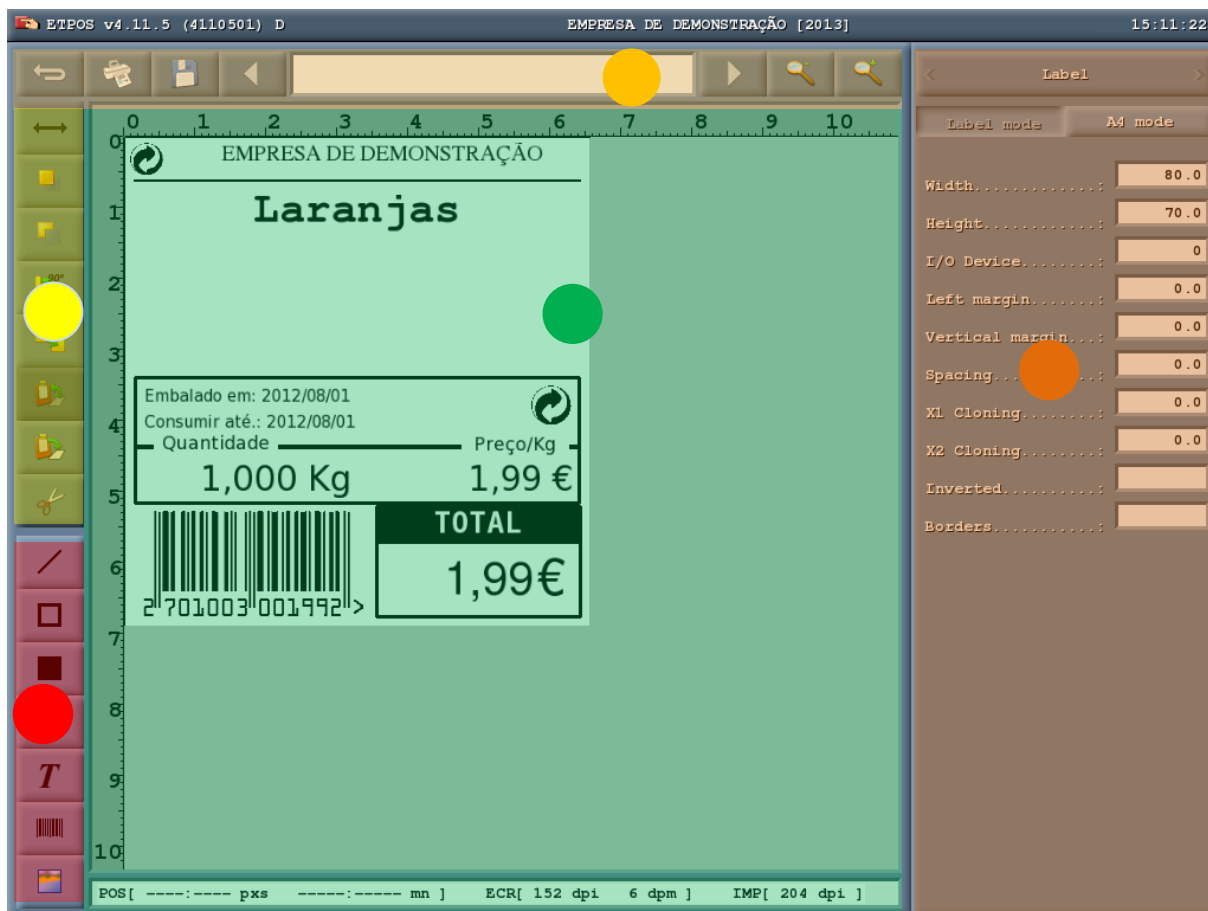 ETPOS v4.11.5 (4110501) D
EMPRESA DE DEMONSTRAÇÃO [2013]
15:11:22
Label
Label mode
A4 mode
Width.............: 80.0
Height............: 70.0
I/O Device........: 0
Left margin.......: 0.0
Vertical margin...: 0.0
Spacing...........: 0.0
X1 Cloning........: 0.0
X2 Cloning........: 0.0
Inverted..........:
Borders...........:
90°
T
0 1 2 3 4 5 6 7 8 9 10
0
1
2
3
4
5
6
7
8
9
10
EMPRESA DE DEMONSTRAÇÃO
Laranjas
Embalado em: 2012/08/01
Consumir até.: 2012/08/01
Quantidade Preço/Kg
1,000 Kg 1,99 €
TOTAL
1,99€
2 701003 001992 >
POS[ ----:---- pxs -----:----- mn ] ECR[ 152 dpi 6 dpm ] IMP[ 204 dpi ]